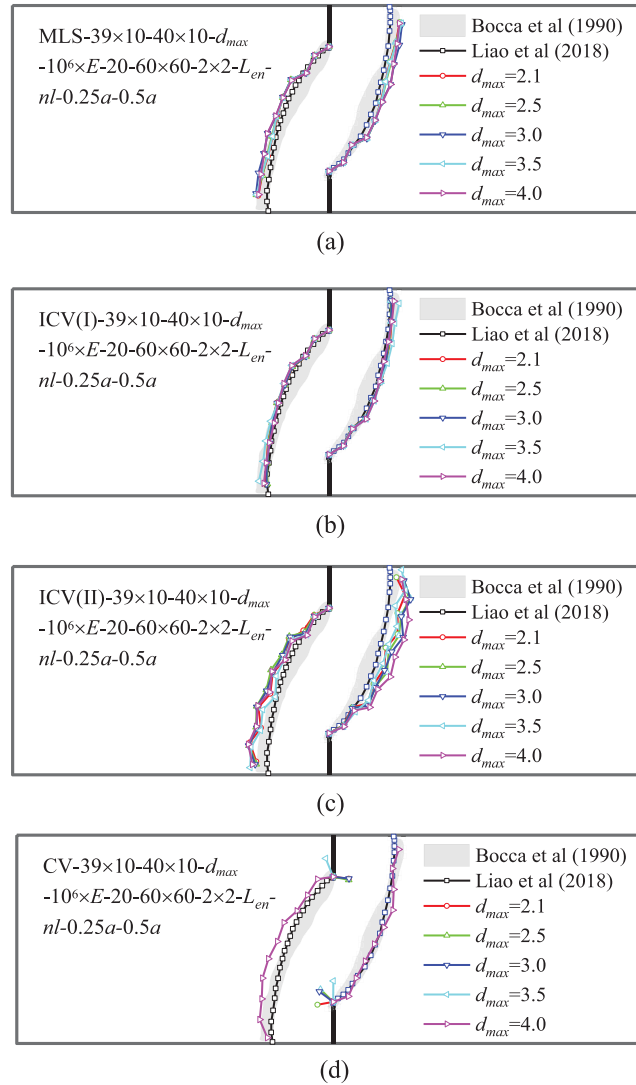 MLS-39×10-40×10-dmax
-10⁶×E-20-60×60-2×2-Len-
nl-0.25a-0.5a
Bocca et al (1990)
Liao et al (2018)
dmax=2.1
dmax=2.5
dmax=3.0
dmax=3.5
dmax=4.0
(a)
ICV(I)-39×10-40×10-dmax
-10⁶×E-20-60×60-2×2-Len-
nl-0.25a-0.5a
Bocca et al (1990)
Liao et al (2018)
dmax=2.1
dmax=2.5
dmax=3.0
dmax=3.5
dmax=4.0
(b)
ICV(II)-39×10-40×10-dmax
-10⁶×E-20-60×60-2×2-Len-
nl-0.25a-0.5a
Bocca et al (1990)
Liao et al (2018)
dmax=2.1
dmax=2.5
dmax=3.0
dmax=3.5
dmax=4.0
(c)
CV-39×10-40×10-dmax
-10⁶×E-20-60×60-2×2-Len-
nl-0.25a-0.5a
Bocca et al (1990)
Liao et al (2018)
dmax=2.1
dmax=2.5
dmax=3.0
dmax=3.5
dmax=4.0
(d)